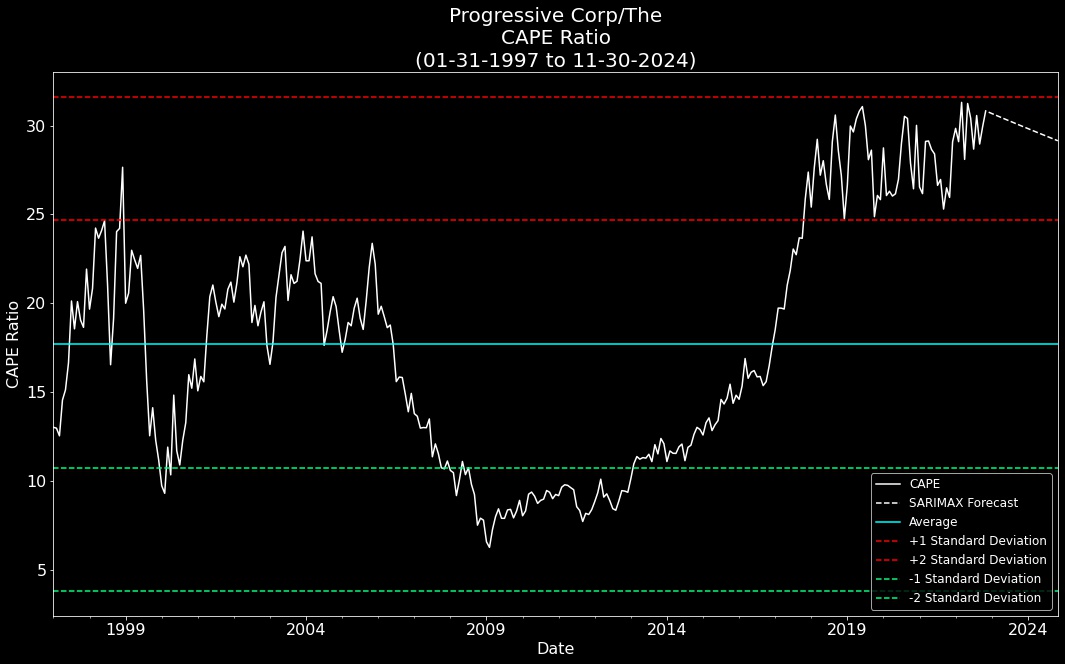 Progressive Corp/The
CAPE Ratio
(01-31-1997 to 11-30-2024)
CAPE Ratio
30
25
20
15
10
5
CAPE
SARIMAX Forecast
Average
+1 Standard Deviation
+2 Standard Deviation
-1 Standard Deviation
-2 Standard Deviation
1999
2004
2009
2014
2019
2024
Date